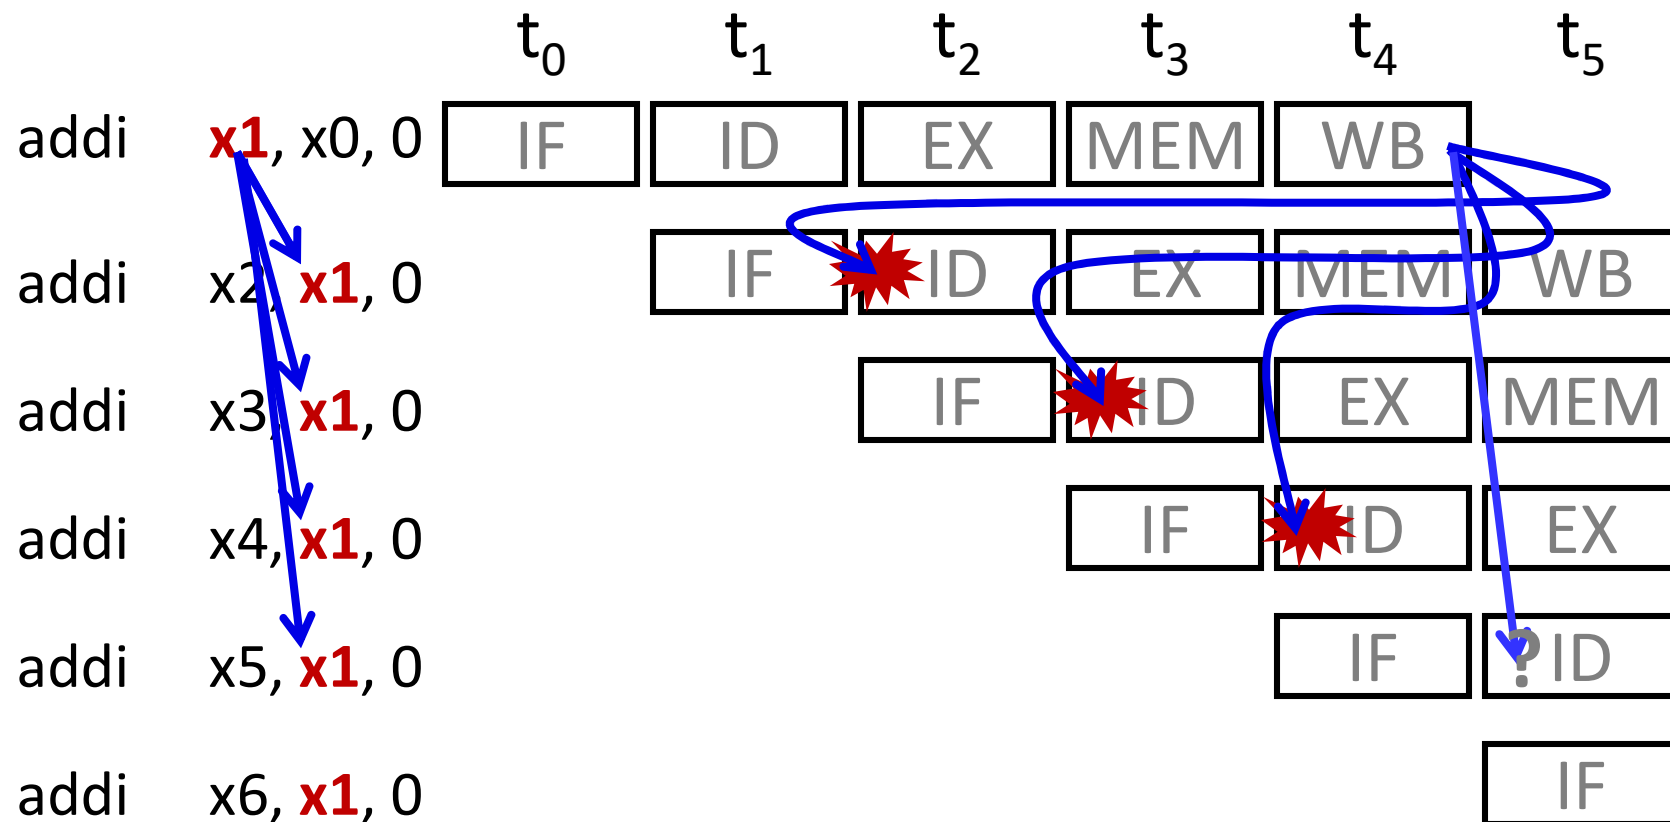 t0 t1 t2 t3 t4 t5
addi x1, x0, 0 IF ID EX MEM WB
addi x2, x1, 0 IF ID EX MEM WB
addi x3, x1, 0 IF ID EX MEM
addi x4, x1, 0 IF ID EX
addi x5, x1, 0 IF ? ID
addi x6, x1, 0 IF